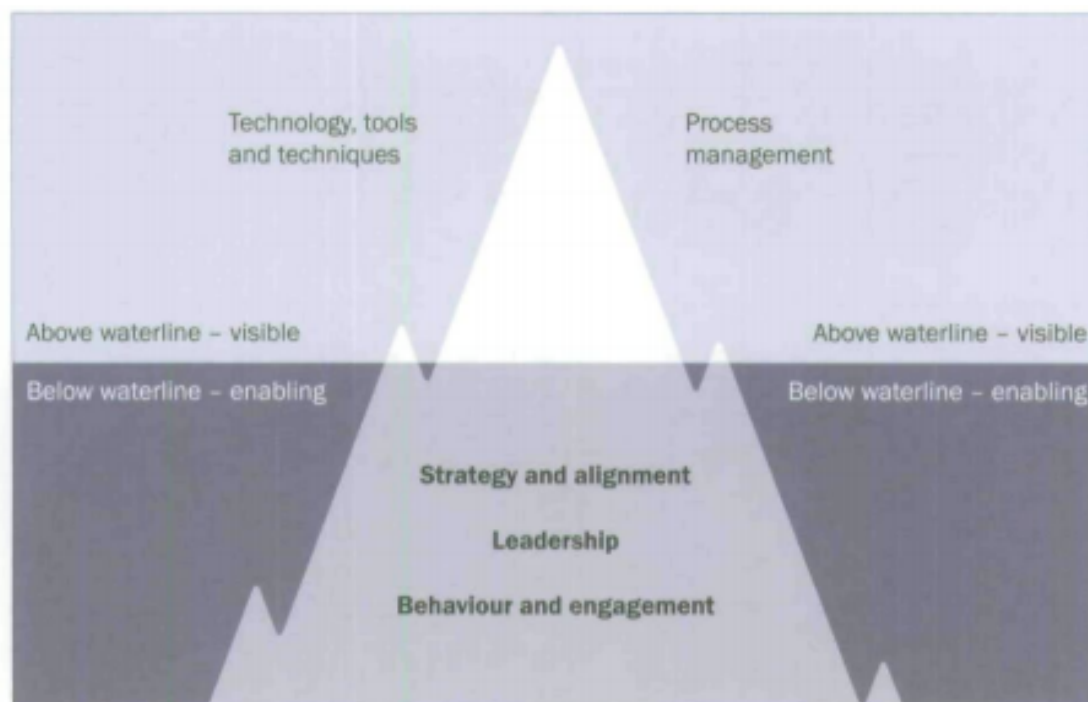 Technology, tools
and techniques
Process
management
Above waterline – visible
Above waterline – visible
Below waterline – enabling
Below waterline – enabling
Strategy and alignment
Leadership
Behaviour and engagement